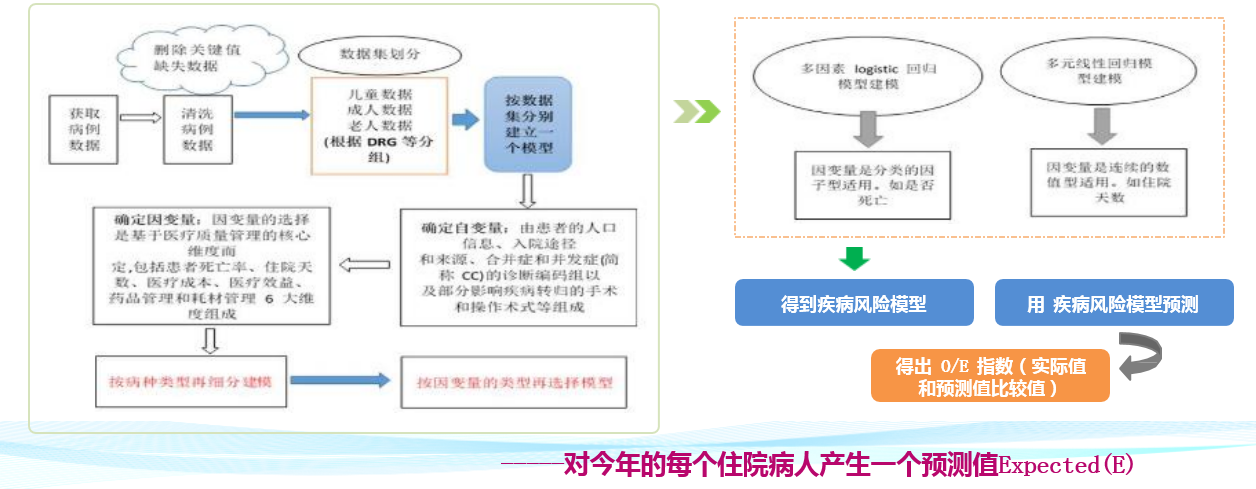 删除关键值
缺失数据
数据集划分
获取
病例
数据
清洗
病例
数据
儿童数据
成人数据
老人数据
(根据 DRG 等分
组)
按数据
集分别
建立一
个模型
确定自变量：由患者的人口
信息、入院途径
和来源、合并症和并发症(简
称 CC)的诊断编码组以
及部分影响疾病转归的手术
和操作术式等组成
确定因变量：因变量的选择
是基于医疗质量管理的核心
维度而
定,包括患者死亡率、住院天
数、医疗成本、医疗效益、
药品管理和耗材管理 6 大维
度组成
按病种类型再细分建模
按因变量的类型再选择模型
多因素 logistic 回归
模型建模
多元线性回归模
型建模
因变量是分类的因
子型适用。如是否
死亡
因变量是连续的数
值型适用。如住院
天数
得到疾病风险模型
用 疾病风险模型预测
得出 O/E 指数（实际值
和预测值比较值）
-----对今年的每个住院病人产生一个预测值Expected(E)